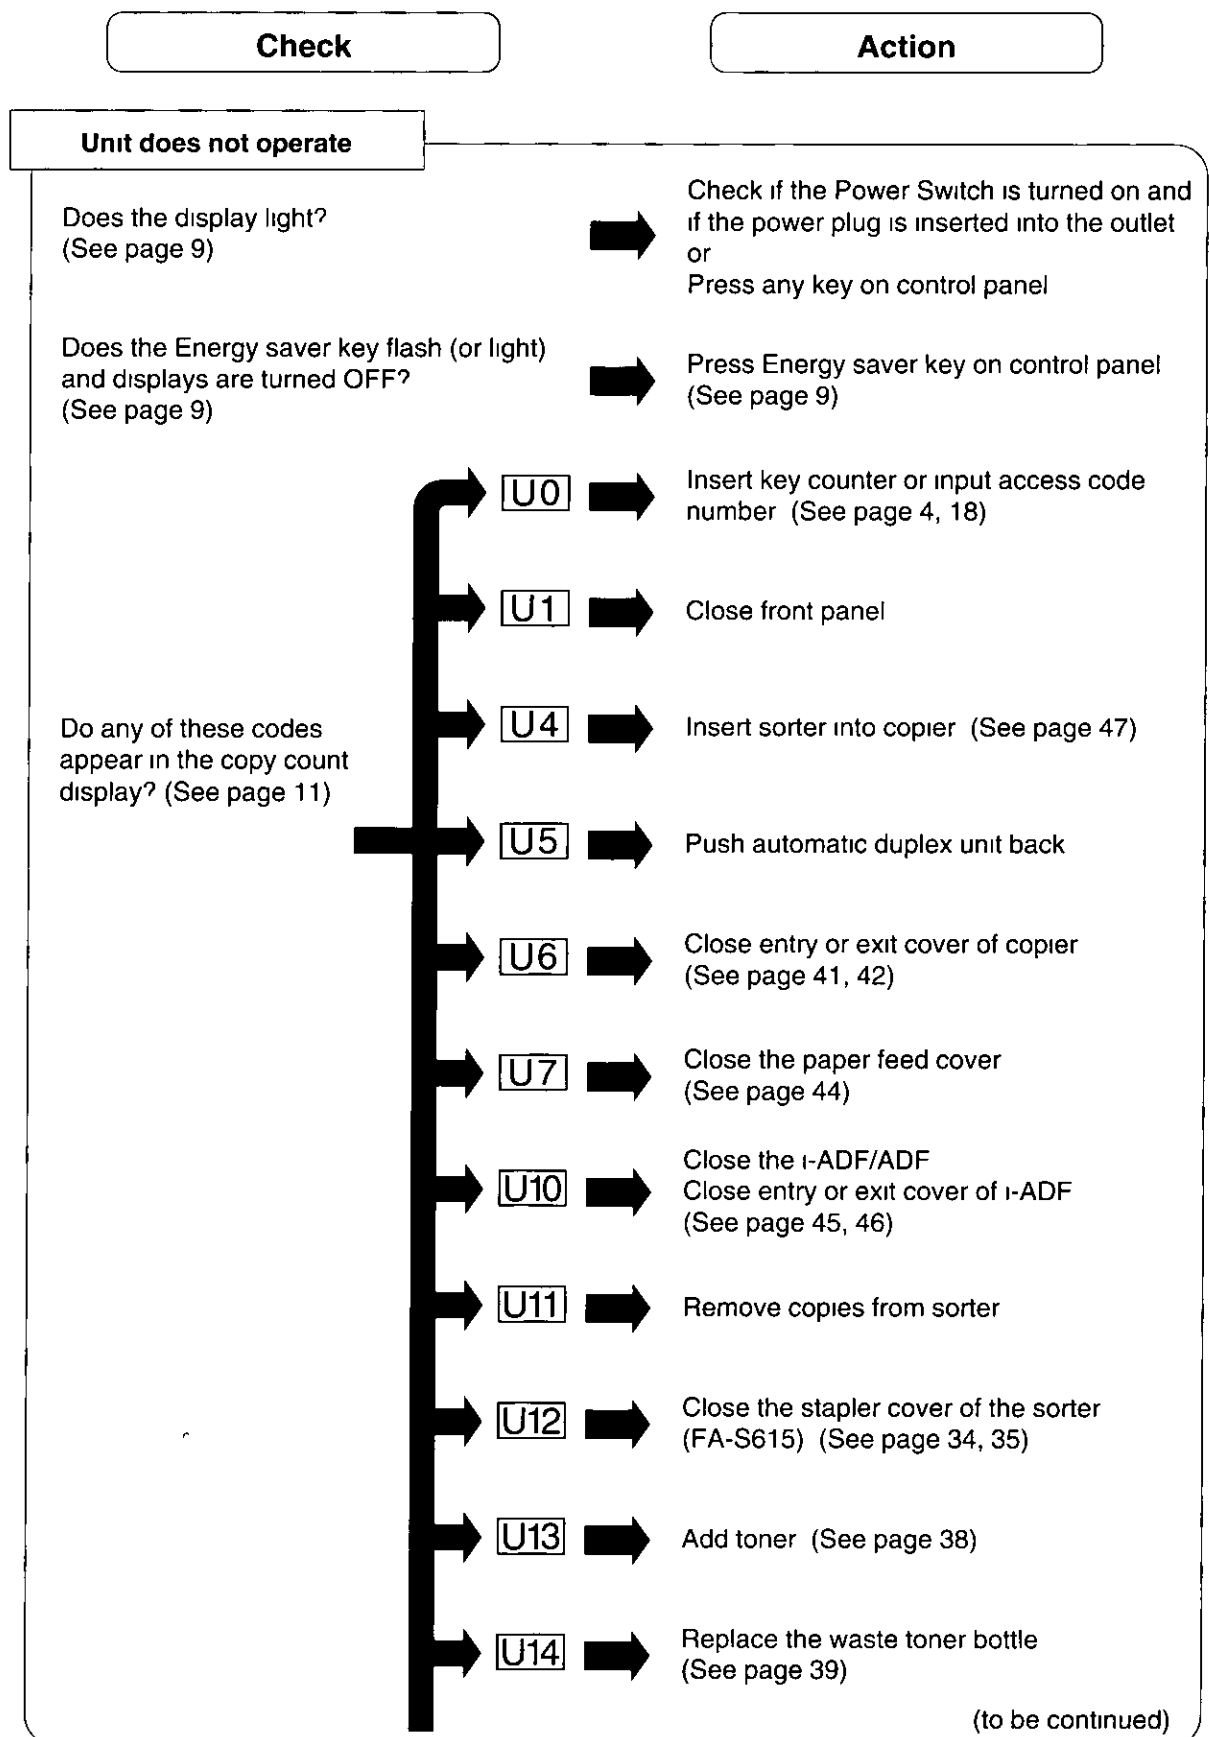 Check
Action
Unit does not operate
Does the display light?
(See page 9)
Check if the Power Switch is turned on and
if the power plug is inserted into the outlet
or
Press any key on control panel
Does the Energy saver key flash (or light)
and displays are turned OFF?
(See page 9)
Press Energy saver key on control panel
(See page 9)
Do any of these codes
appear in the copy count
display? (See page 11)
U0
Insert key counter or input access code
number (See page 4, 18)
U1
Close front panel
U4
Insert sorter into copier (See page 47)
U5
Push automatic duplex unit back
U6
Close entry or exit cover of copier
(See page 41, 42)
U7
Close the paper feed cover
(See page 44)
U10
Close the i-ADF/ADF
Close entry or exit cover of i-ADF
(See page 45, 46)
U11
Remove copies from sorter
U12
Close the stapler cover of the sorter
(FA-S615) (See page 34, 35)
U13
Add toner (See page 38)
U14
Replace the waste toner bottle
(See page 39)
(to be continued)